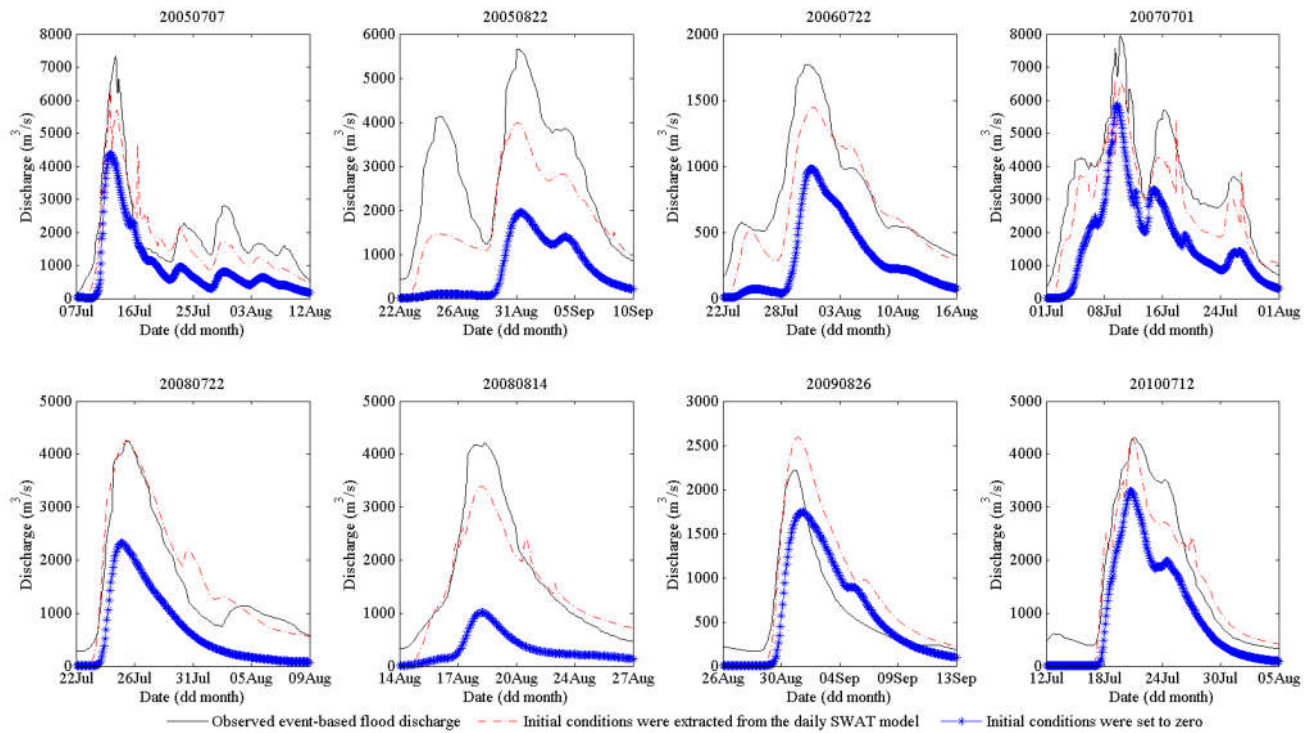 20050707
20050822
20060722
20070701
Discharge (m³/s)
8000
7000
6000
5000
4000
3000
2000
1000
0
07Jul 16Jul 25Jul 03Aug 12Aug
Date (dd month)
Discharge (m³/s)
6000
5000
4000
3000
2000
1000
0
22Aug 26Aug 31Aug 05Sep 10Sep
Date (dd month)
Discharge (m³/s)
2000
1500
1000
500
0
22Jul 28Jul 03Aug 10Aug 16Aug
Date (dd month)
Discharge (m³/s)
8000
7000
6000
5000
4000
3000
2000
1000
0
01Jul 08Jul 16Jul 24Jul 01Aug
Date (dd month)
20080722
20080814
20090826
20100712
Discharge (m³/s)
5000
4000
3000
2000
1000
0
22Jul 26Jul 31Jul 05Aug 09Aug
Date (dd month)
Discharge (m³/s)
5000
4000
3000
2000
1000
0
14Aug 17Aug 20Aug 24Aug 27Aug
Date (dd month)
Discharge (m³/s)
3000
2500
2000
1500
1000
500
0
26Aug 30Aug 04Sep 09Sep 13Sep
Date (dd month)
Discharge (m³/s)
5000
4000
3000
2000
1000
0
12Jul 18Jul 24Jul 30Jul 05Aug
Date (dd month)
Observed event-based flood discharge Initial conditions were extracted from the daily SWAT model Initial conditions were set to zero